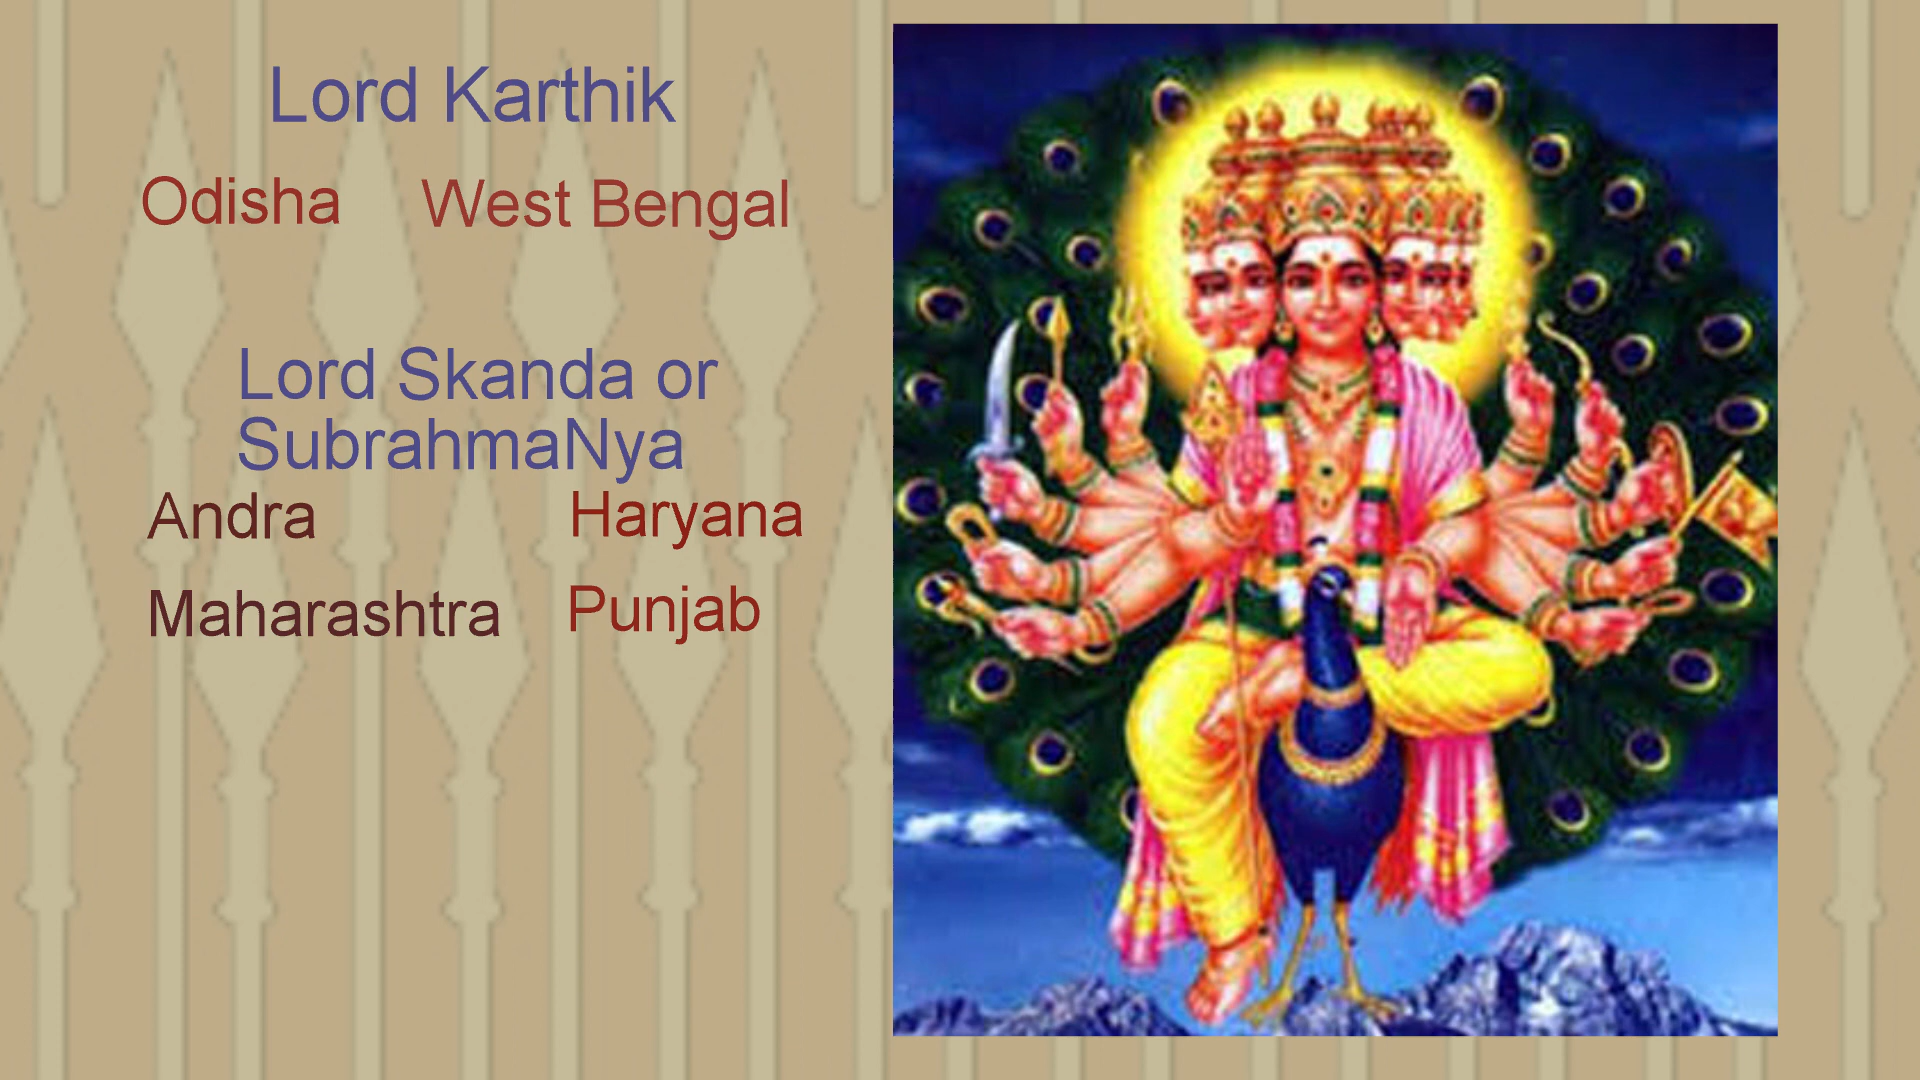 Lord Karthik
Odisha West Bengal
Lord Skanda or
SubrahmaNya
Andra Haryana
Maharashtra Punjab